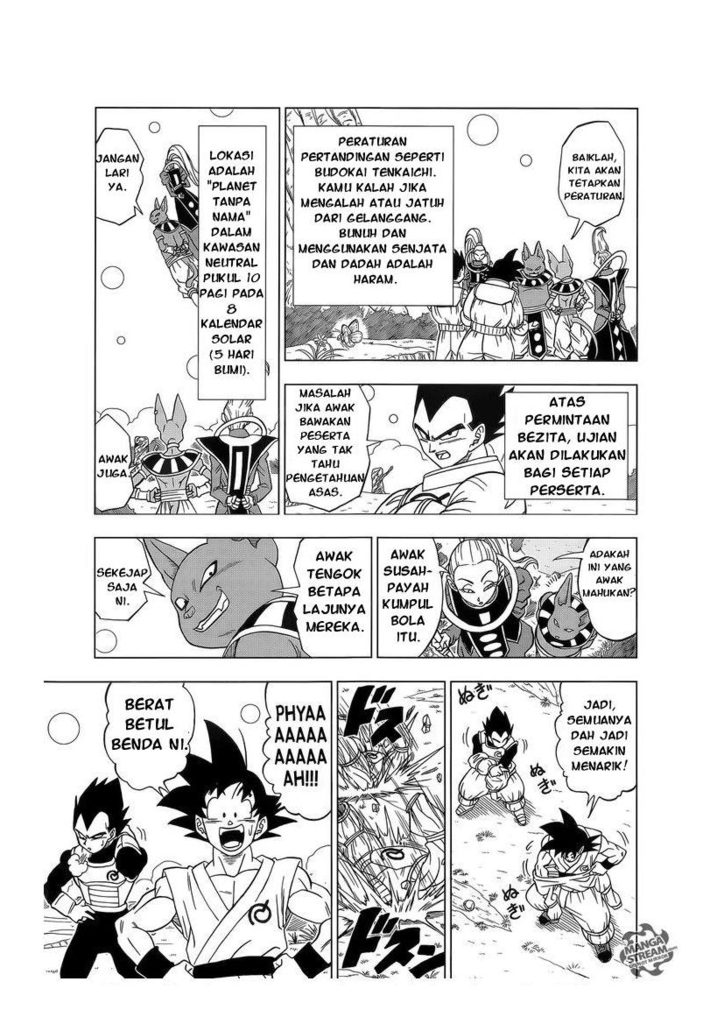 BAIKLAH,
KITA AKAN
TETAPKAN
PERATURAN.
PERATURAN
PERTANDINGAN SEPERTI
BUDOKAI TENKAICHI.
KAMU KALAH JIKA
MENGALAH ATAU JATUH
DARI GELANGGANG.
BUNUH DAN
MENGGUNAKAN SENJATA
DAN DADAH ADALAH
HARAM.
LOKASI
ADALAH
"PLANET
TANPA
NAMA"
DALAM
KAWASAN
NEUTRAL
PUKUL 10
PAGI PADA
8
KALENDAR
SOLAR
(5 HARI
BUMI).
JANGAN
LARI
YA.
AWAK
JUGA.
ATAS
PERMINTAAN
BEZITA, UJIAN
AKAN DILAKUKAN
BAGI SETIAP
PERSERTA.
MASALAH
JIKA AWAK
BAWAKAN
PESERTA
YANG TAK
TAHU
PENGETAHUAN
ASAS.
ADAKAH
INI YANG
AWAK
MAHUKAN?
AWAK
SUSAH-
PAYAH
KUMPUL
BOLA
ITU.
AWAK
TENGOK
BETAPA
LAJUNYA
MEREKA.
SEKEJAP
SAJA
NI.
JADI,
SEMUANYA
DAH JADI
SEMAKIN
MENARIK!
ぬぎ
ぬぎ
ぬぎ
ドスッ
ドスン
PHYAA
AAAAA
AAAAA
AH!!!
BERAT
BETUL
BENDA NI.
MANGA
STREAM